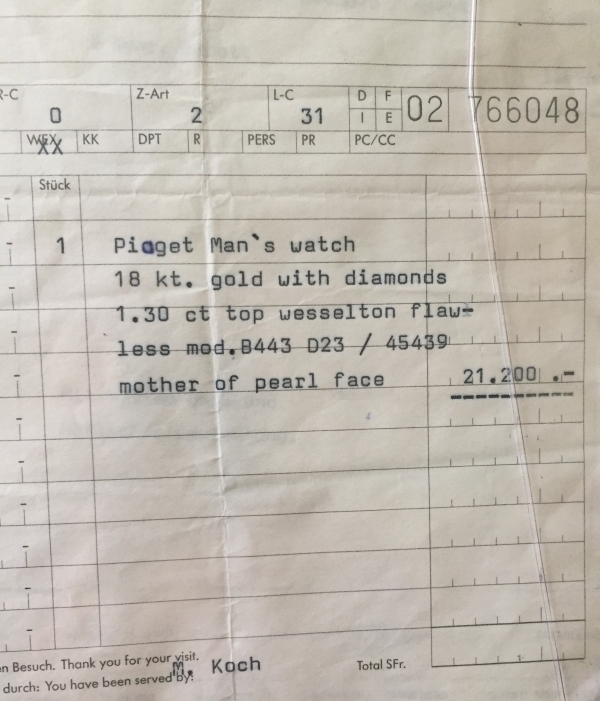 R-C Z-Art L-C D F
0 2 31 I E 02 766048
WEX XX KK DPT R PERS PR PC/CC
Stück
1 Piaget Man`s watch
18 kt. gold with diamonds
1.30 ct top wesselton flaw-
less mod.B443 D23 / 45439
mother of pearl face 21.200 .-
n Besuch. Thank you for your visit.
durch: You have been served by: M. Koch
Total SFr.